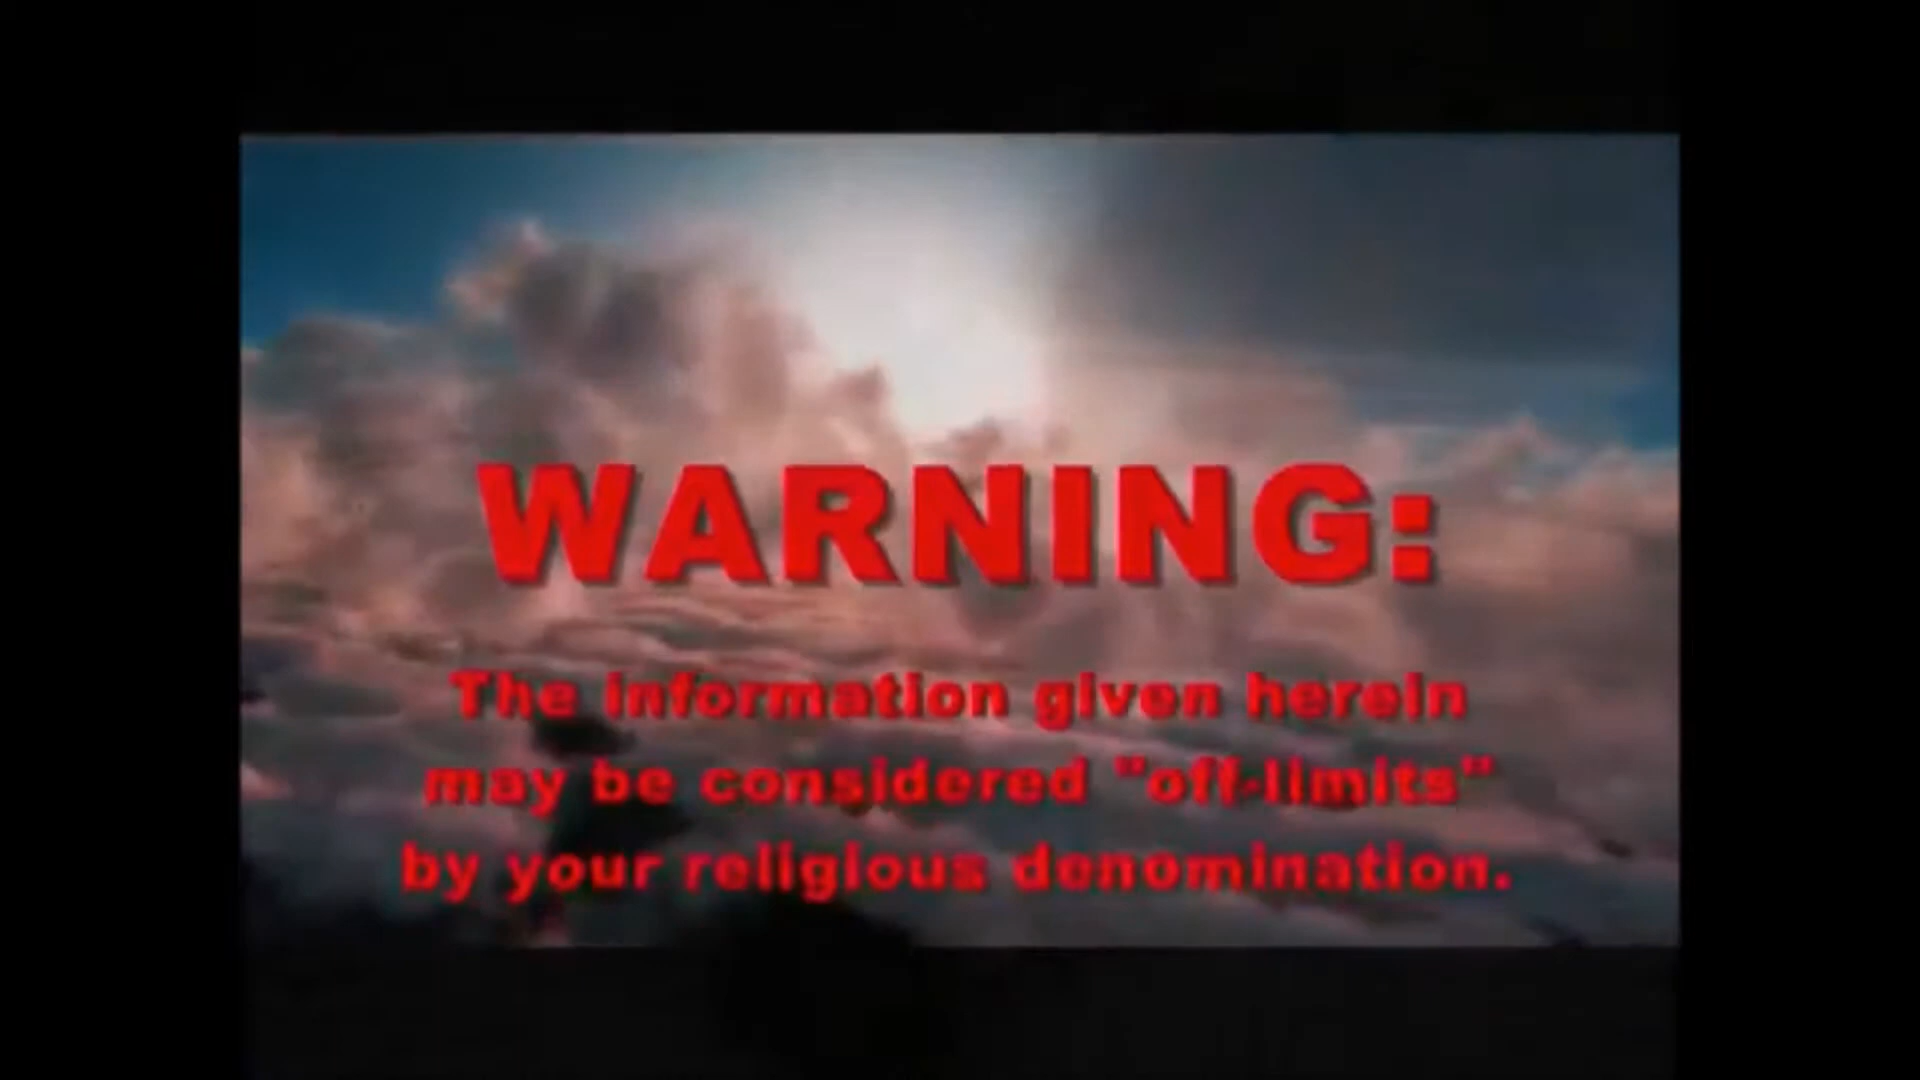 WARNING:
The information given herein
may be considered "off-limits"
by your religious denomination.